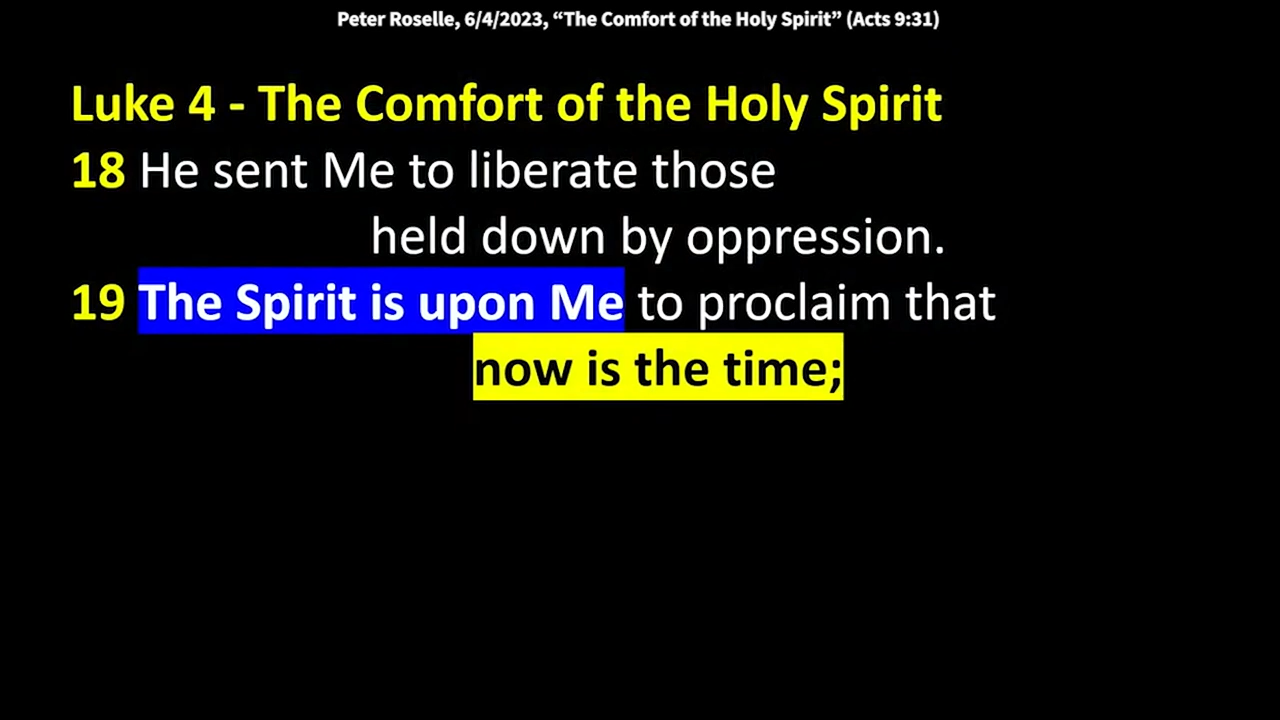 Peter Roselle, 6/4/2023, “The Comfort of the Holy Spirit” (Acts 9:31)
Luke 4 - The Comfort of the Holy Spirit
18 He sent Me to liberate those
held down by oppression.
19 The Spirit is upon Me to proclaim that
now is the time;